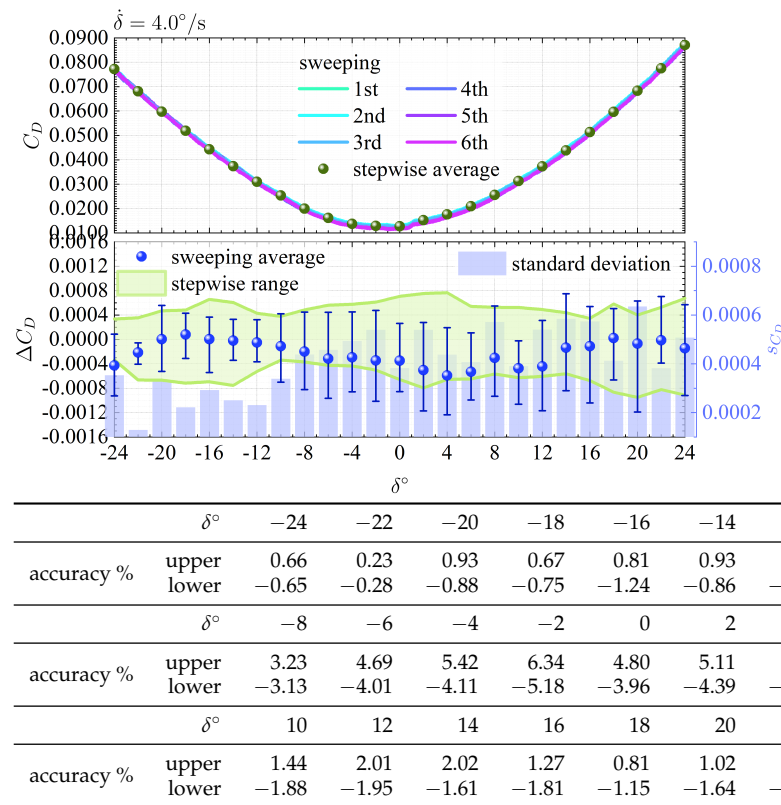 δ̇ = 4.0°/s
0.0900
0.0800
0.0700
0.0600
0.0500
0.0400
0.0300
0.0200
0.0100
C_D
sweeping
1st 4th
2nd 5th
3rd 6th
stepwise average
0.0016
0.0012
0.0008
0.0004
0.0000
-0.0004
-0.0008
-0.0012
-0.0016
ΔC_D
sweeping average
stepwise range
standard deviation
0.0008
0.0006
0.0004
0.0002
s_{C_D}
-24 -20 -16 -12 -8 -4 0 4 8 12 16 20 24
δ°
δ° −24 −22 −20 −18 −16 −14
accuracy % upper 0.66 0.23 0.93 0.67 0.81 0.93
lower −0.65 −0.28 −0.88 −0.75 −1.24 −0.86 −
δ° −8 −6 −4 −2 0 2
accuracy % upper 3.23 4.69 5.42 6.34 4.80 5.11
lower −3.13 −4.01 −4.11 −5.18 −3.96 −4.39 −
δ° 10 12 14 16 18 20
accuracy % upper 1.44 2.01 2.02 1.27 0.81 1.02
lower −1.88 −1.95 −1.61 −1.81 −1.15 −1.64 −